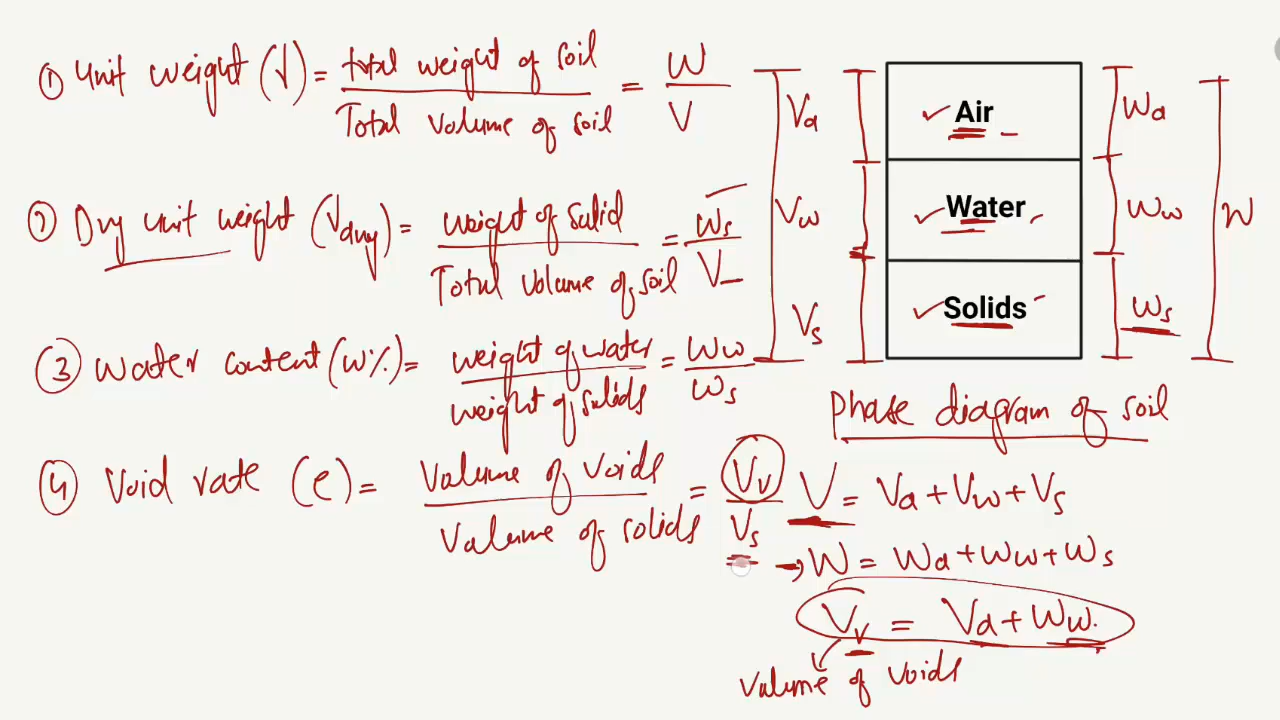 ① Unit weight (γ) = total weight of soil / Total Volume of soil = W / V
② Dry unit weight (γdry) = weight of solid / Total Volume of soil = Ws / V
③ Water content (w%) = weight of water / weight of solids = Ww / Ws
④ Void rate (e) = Volume of voids / Volume of solids = Vv / Vs
Va Air Wa
Vw Water Ww W
Vs Solids Ws
Phase diagram of soil
V = Va + Vw + Vs
→ W = Wa + Ww + Ws
Vv = Va + Ww.
Volume of voids